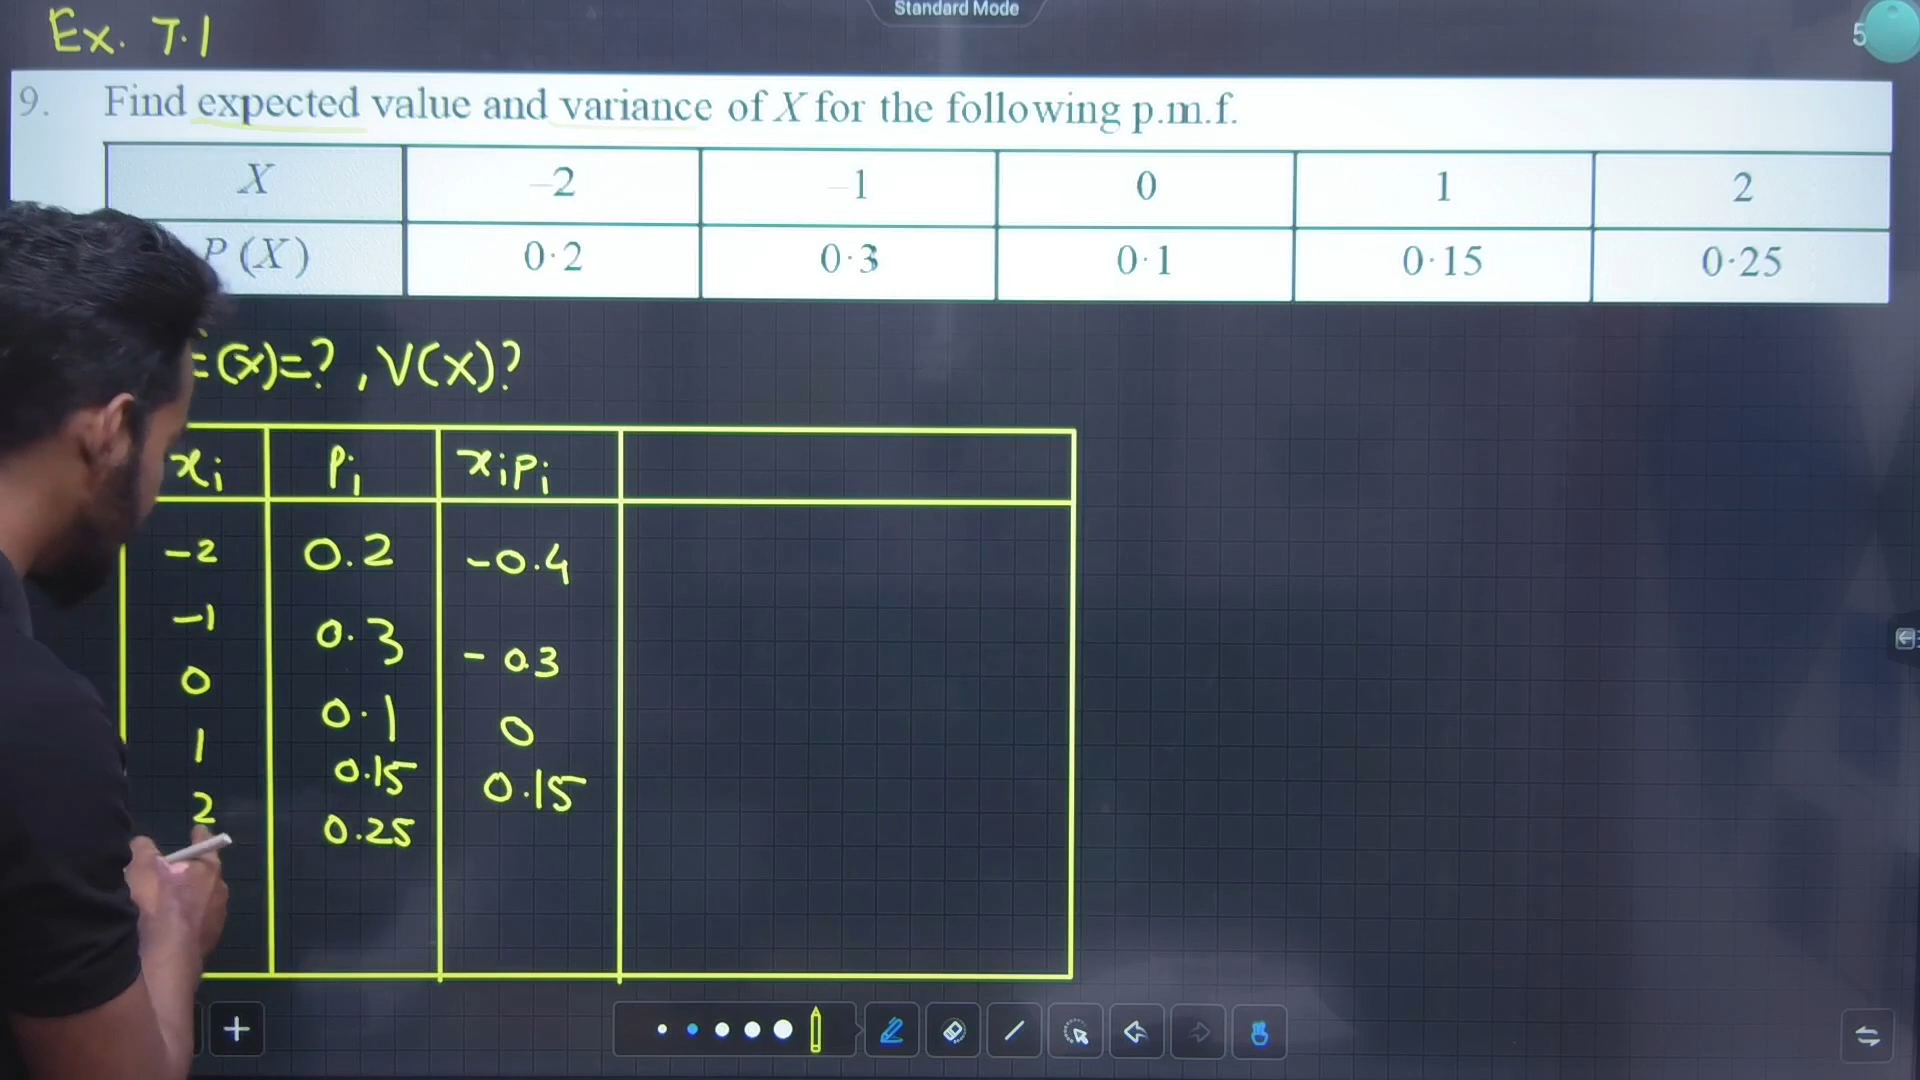 Standard Mode
Ex. 7.1
5
9. Find expected value and variance of X for the following p.m.f.
X -2 -1 0 1 2
P (X) 0·2 0·3 0·1 0·15 0·25
E(x)=? , V(X)?
xi Pi xipi
-2 0.2 -0.4
-1 0.3 -0.3
0 0.1 0
1 0.15 0.15
2 0.25